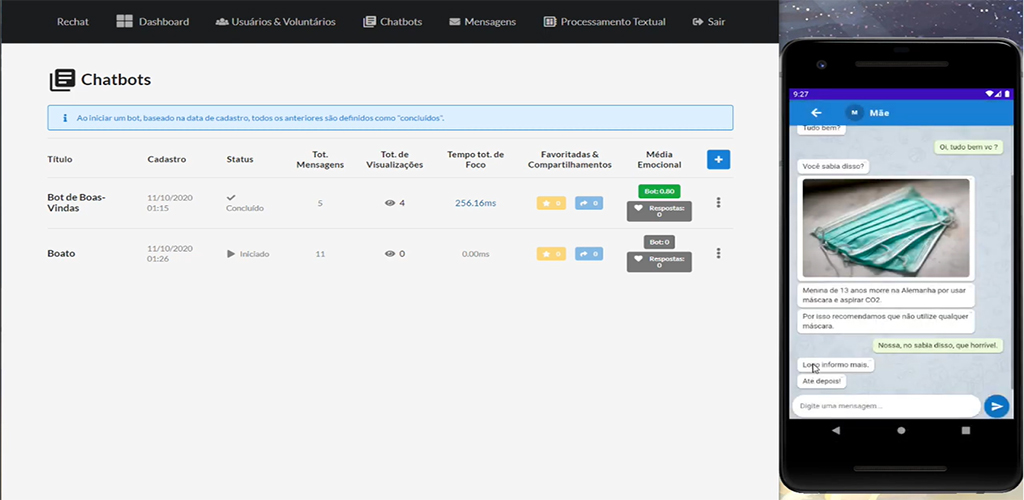 Rechat Dashboard Usuários & Voluntários Chatbots Mensagens Processamento Textual Sair
Chatbots
Ao iniciar um bot, baseado na data de cadastro, todos os anteriores são definidos como "concluídos".
Título Cadastro Status Tot. Mensagens Tot. de Visualizações Tempo tot. de Foco Favoritadas & Compartilhamentos Média Emocional
Bot de Boas-Vindas 11/10/2020 01:15 Concluído 5 4 256.16ms 0 0 Bot: 0.80 Respostas: 0
Boato 11/10/2020 01:26 Iniciado 11 0 0.00ms 0 0 Bot: 0 Respostas: 0
9:27
M Mãe
Tudo bem?
Oi, tudo bem vc ?
Você sabia disso?
Menina de 13 anos morre na Alemanha por usar
máscara e aspirar CO2.
Por isso recomendamos que não utilize qualquer
máscara.
Nossa, no sabia disso, que horrível.
Logo informo mais.
Até depois!
Digite uma mensagem...